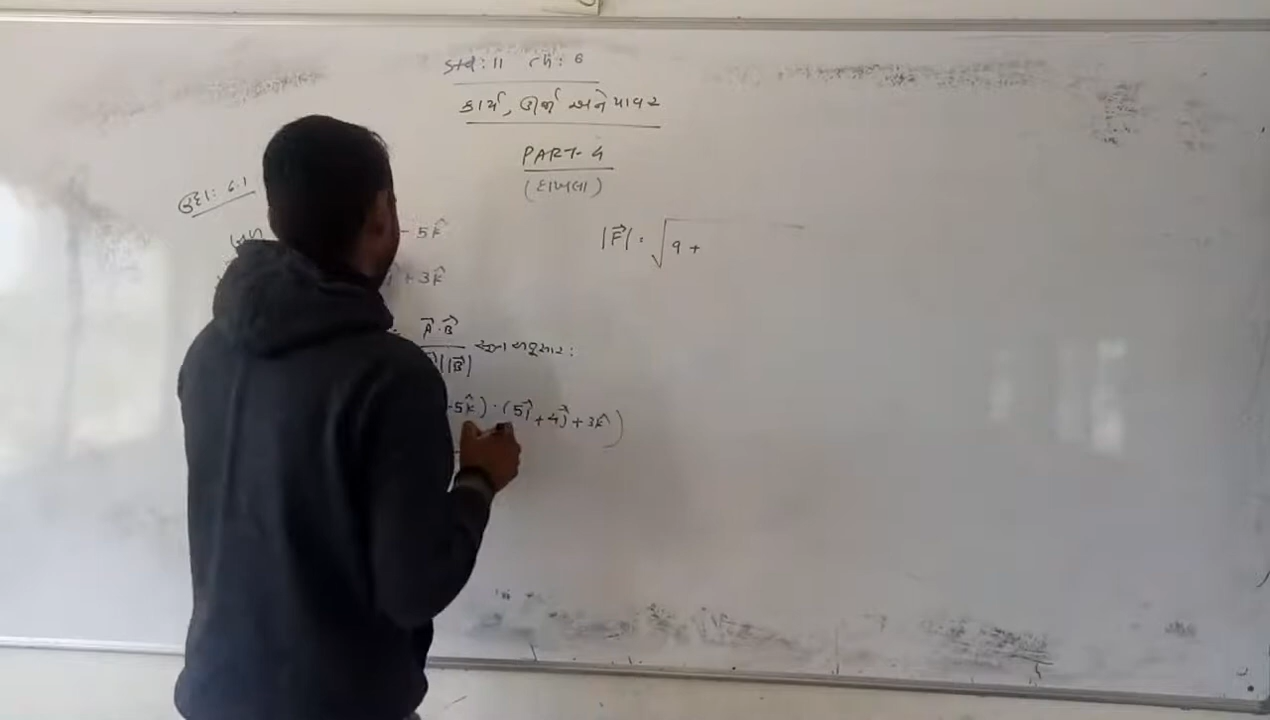 Std: 11 Ch: 6
કાર્ય, ઊર્જા અને પાવર
PART-4
(દાખલા)
ઉદા: 6.1
- 5k̂
+ 3k̂
A⃗·B⃗
||B⃗|
સૂત્ર અનુસાર:
-5k̂) · (5î + 4ĵ + 3k̂)
|F⃗| = √9 +